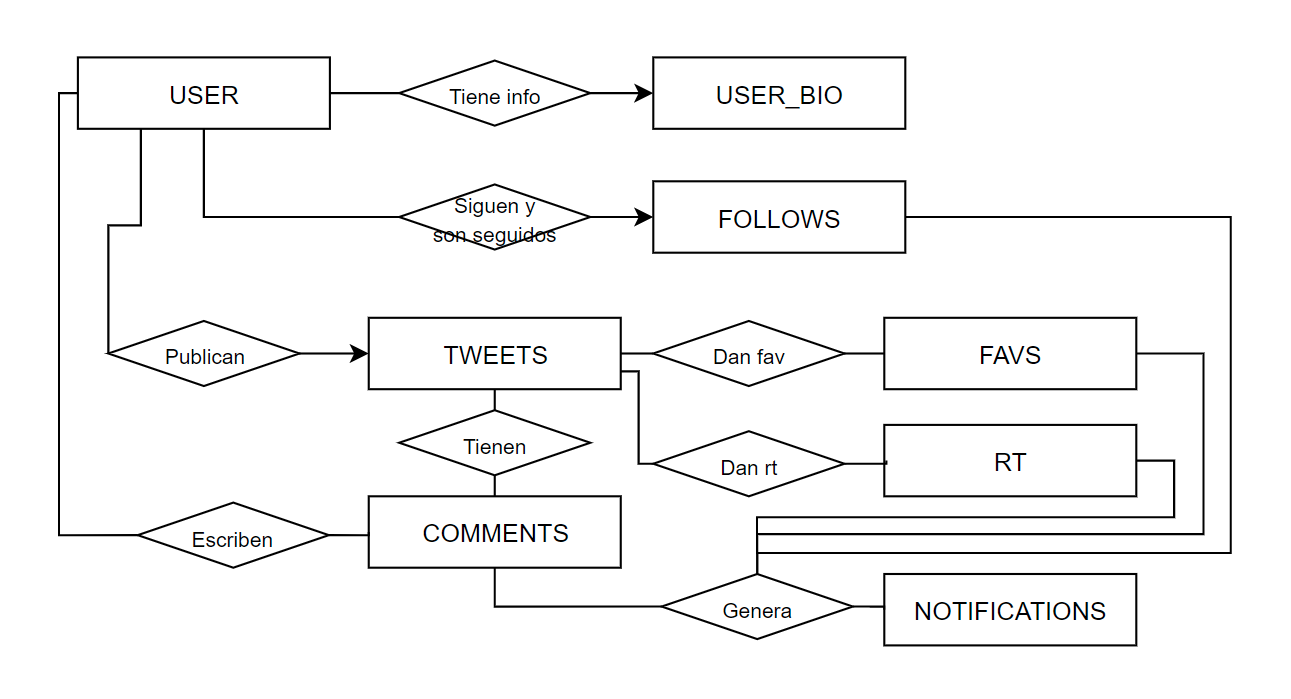 USER
Tiene info
USER_BIO
Siguen y
son seguidos
FOLLOWS
Publican
TWEETS
Dan fav
FAVS
Tienen
Dan rt
RT
Escriben
COMMENTS
Genera
NOTIFICATIONS